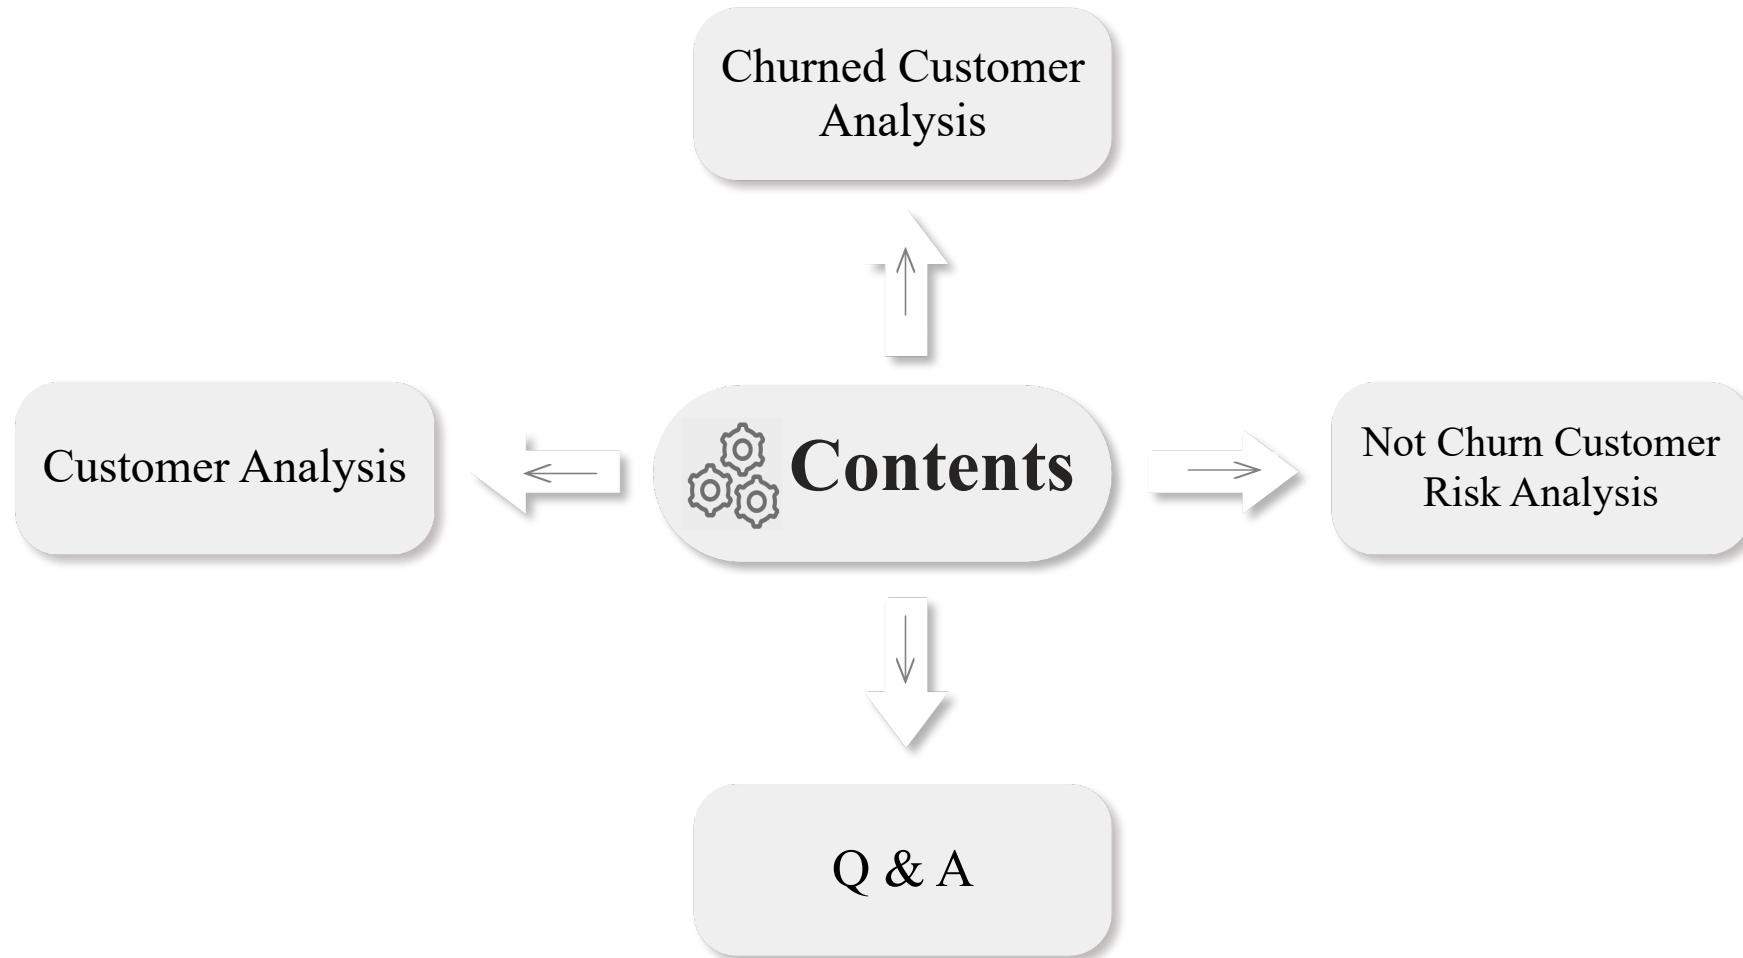 Churned Customer
Analysis
Customer Analysis
Contents
Not Churn Customer
Risk Analysis
Q & A